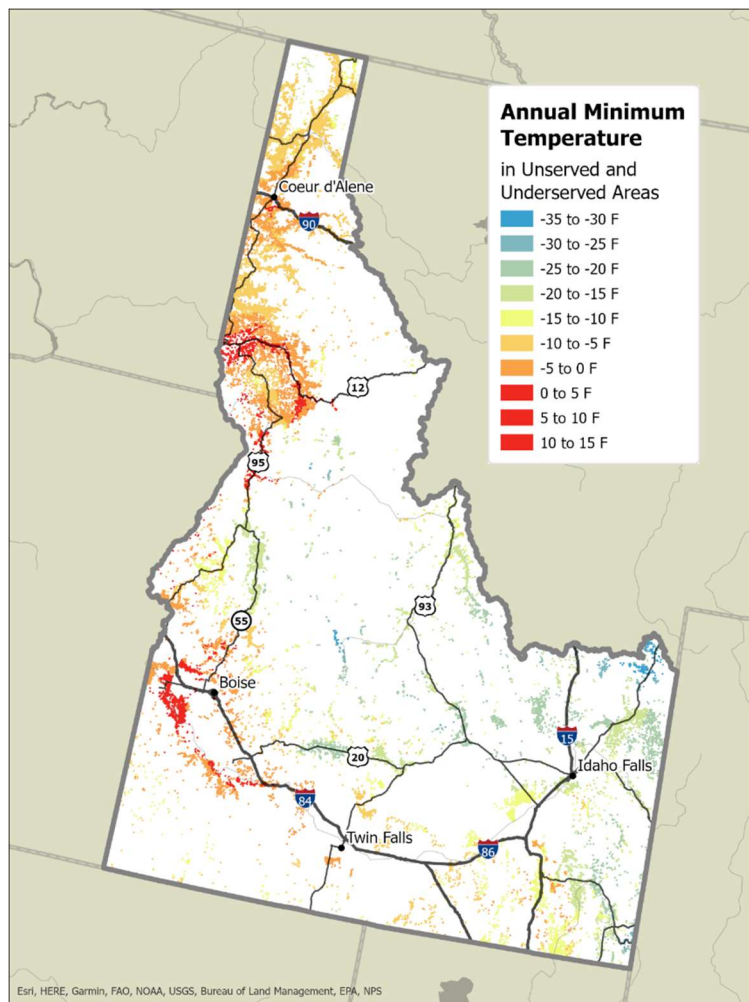 Annual Minimum
Temperature
in Unserved and
Underserved Areas
-35 to -30 F
-30 to -25 F
-25 to -20 F
-20 to -15 F
-15 to -10 F
-10 to -5 F
-5 to 0 F
0 to 5 F
5 to 10 F
10 to 15 F
Coeur d'Alene
90
12
95
93
55
Boise
15
20
Idaho Falls
84
Twin Falls
86
Esri, HERE, Garmin, FAO, NOAA, USGS, Bureau of Land Management, EPA, NPS